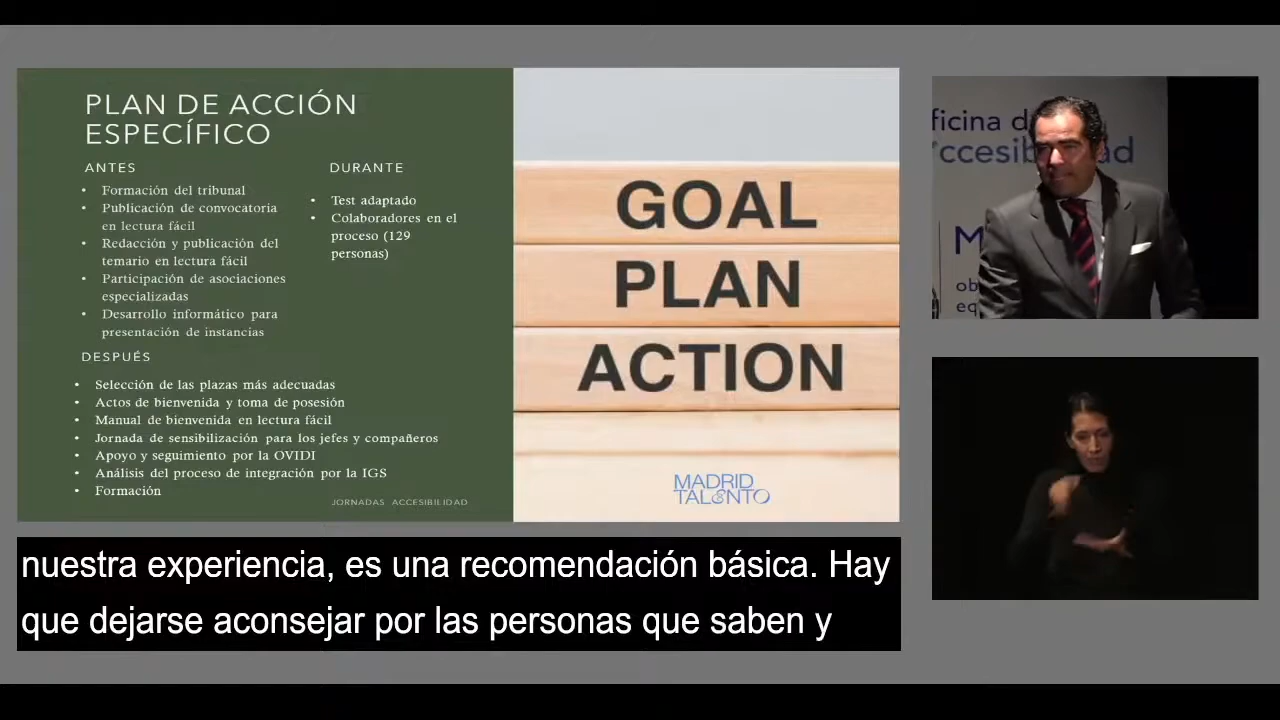 PLAN DE ACCIÓN
ESPECÍFICO
ANTES
• Formación del tribunal
• Publicación de convocatoria
en lectura fácil
• Redacción y publicación del
temario en lectura fácil
• Participación de asociaciones
especializadas
• Desarrollo informático para
presentación de instancias
DURANTE
• Test adaptado
• Colaboradores en el
proceso (129
personas)
DESPUÉS
• Selección de las plazas más adecuadas
• Actos de bienvenida y toma de posesión
• Manual de bienvenida en lectura fácil
• Jornada de sensibilización para los jefes y compañeros
• Apoyo y seguimiento por la OVIDI
• Análisis del proceso de integración por la IGS
• Formación
JORNADAS ACCESIBILIDAD
GOAL
PLAN
ACTION
MADRID
TALENTO
ficina d
ccesib
ad
M
ob
eq
nuestra experiencia, es una recomendación básica. Hay
que dejarse aconsejar por las personas que saben y